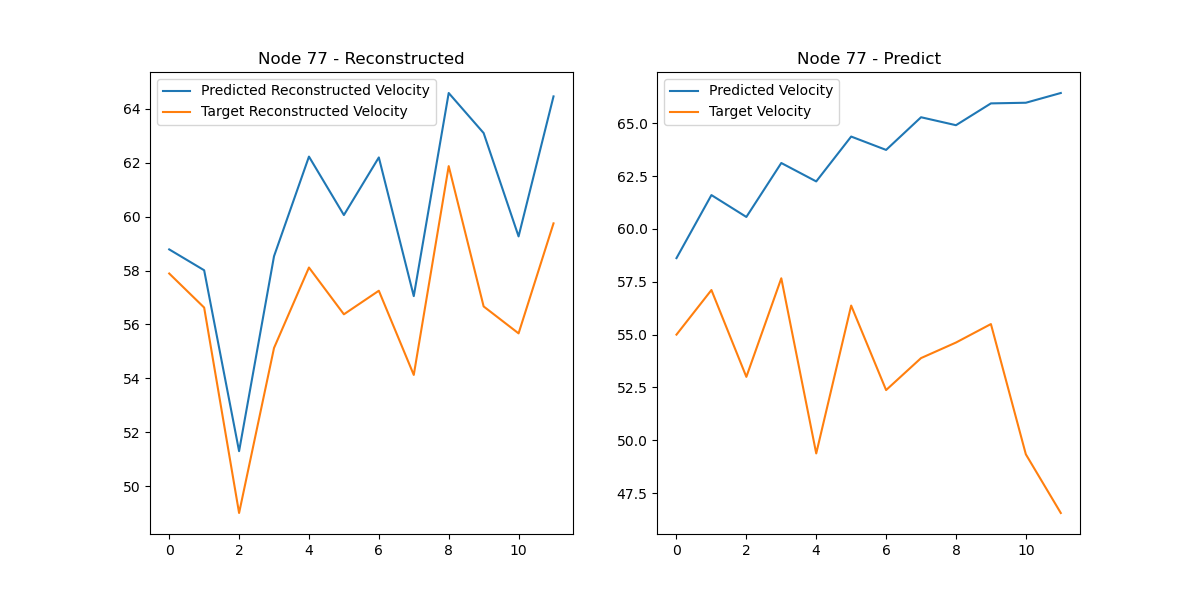 Node 77 - Reconstructed
Predicted Reconstructed Velocity
Target Reconstructed Velocity
64
62
60
58
56
54
52
50
0 2 4 6 8 10
Node 77 - Predict
Predicted Velocity
Target Velocity
65.0
62.5
60.0
57.5
55.0
52.5
50.0
47.5
0 2 4 6 8 10